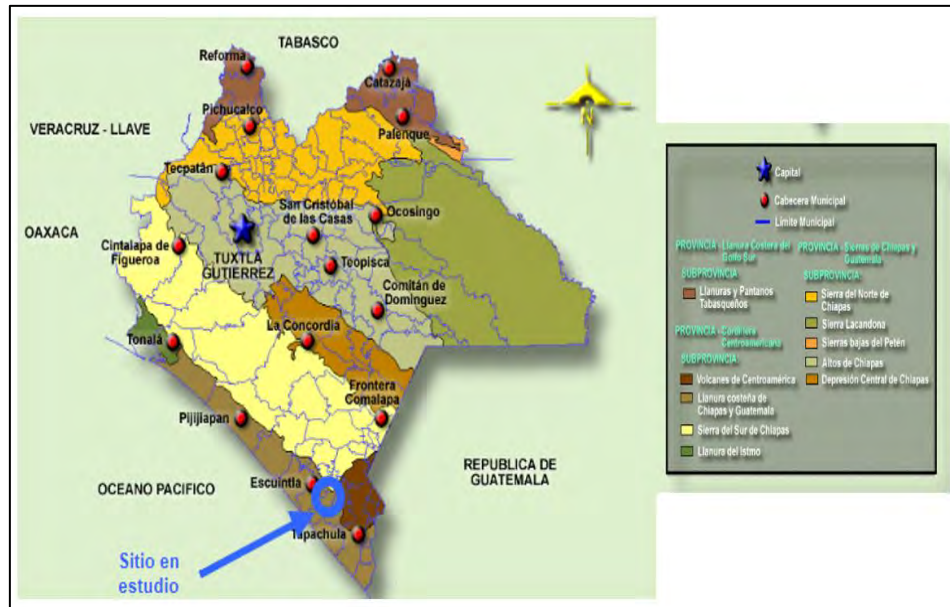 TABASCO
Reforma
Catazajá
Pichucalco
VERACRUZ - LLAVE
Palenque
N
Tecpatán
San Cristóbal
de las Casas
Ocosingo
OAXACA
Cintalapa de
Figueroa
TUXTLA
GUTIERREZ
Teopisca
Comitán de
Dominguez
La Concordia
Tonalá
Frontera
Comalapa
Pijijiapan
REPUBLICA DE
GUATEMALA
OCEANO PACIFICO
Escuintla
Tapachula
Sitio en
estudio
Capital
Cabecera Municipal
Límite Municipal
PROVINCIA - Llanura Costera del
Golfo Sur
SUBPROVINCIA:
Llanuras y Pantanos
Tabasqueños
PROVINCIA - Cordillera
Centroamericana
SUBPROVINCIA:
Volcanes de Centroamérica
Llanura costeña de
Chiapas y Guatemala
Sierra del Sur de Chiapas
Llanura del Istmo
PROVINCIA - Sierras de Chiapas y
Guatemala
SUBPROVINCIA:
Sierra del Norte de
Chiapas
Sierra Lacandona
Sierras bajas del Petén
Altos de Chiapas
Depresión Central de Chiapas